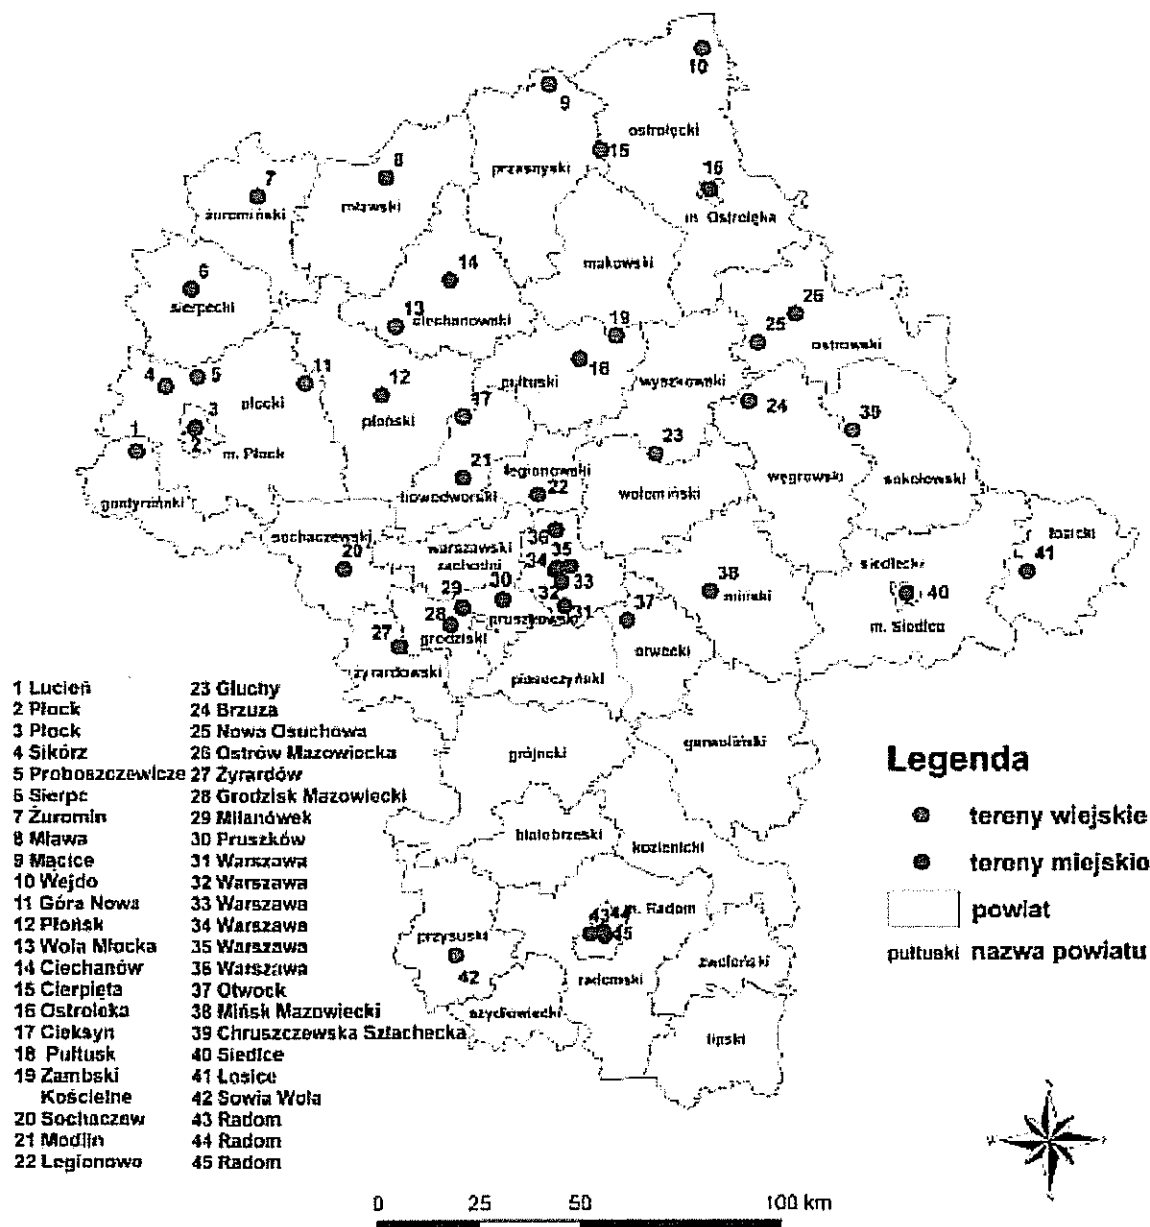 10
9
ostrołęcki
15
8
przasnyski
16
7
mławski
żuromiński
m. Ostrołęka
14
makowski
6
sierpecki
13
ciechanowski
26
19
25
ostrowski
4
5
11
12
pułtuski
18
wyszkowski
płocki
17
24
39
3
płoński
1
2
m. Płock
23
21
legionowski
węgrowski
sokołowski
gostyniński
nowodworski
22
wołomiński
sochaczewski
36
łosicki
20
warszawski
zachodni
35
34
siedlecki
41
30
33
38
29
32
miński
40
28
pruszkowski
31
37
m. Siedlce
27
grodziski
otwocki
żyrardowski
piaseczyński
1 Lucień
2 Płock
3 Płock
4 Sikórz
5 Proboszczewicze
6 Sierpc
7 Żuromin
8 Mława
9 Mącice
10 Wejdo
11 Góra Nowa
12 Płońsk
13 Wola Młocka
14 Ciechanów
15 Cierpięta
16 Ostrołęka
17 Cieksyn
18 Pułtusk
19 Zambski
Kościelne
20 Sochaczew
21 Modlin
22 Legionowo
23 Głuchy
24 Brzuza
25 Nowa Osuchowa
26 Ostrów Mazowiecka
27 Żyrardów
28 Grodzisk Mazowiecki
29 Milanówek
30 Pruszków
31 Warszawa
32 Warszawa
33 Warszawa
34 Warszawa
35 Warszawa
36 Warszawa
37 Otwock
38 Mińsk Mazowiecki
39 Chruszczewska Szlachecka
40 Siedlce
41 Łosice
42 Sowia Wola
43 Radom
44 Radom
45 Radom
grójecki
garwoliński
białobrzeski
kozienicki
43
44
m. Radom
45
przysuski
42
radomski
zwoleński
szydłowiecki
lipski
Legenda
tereny wiejskie
tereny miejskie
powiat
pułtuski nazwa powiatu
0 25 50 100 km